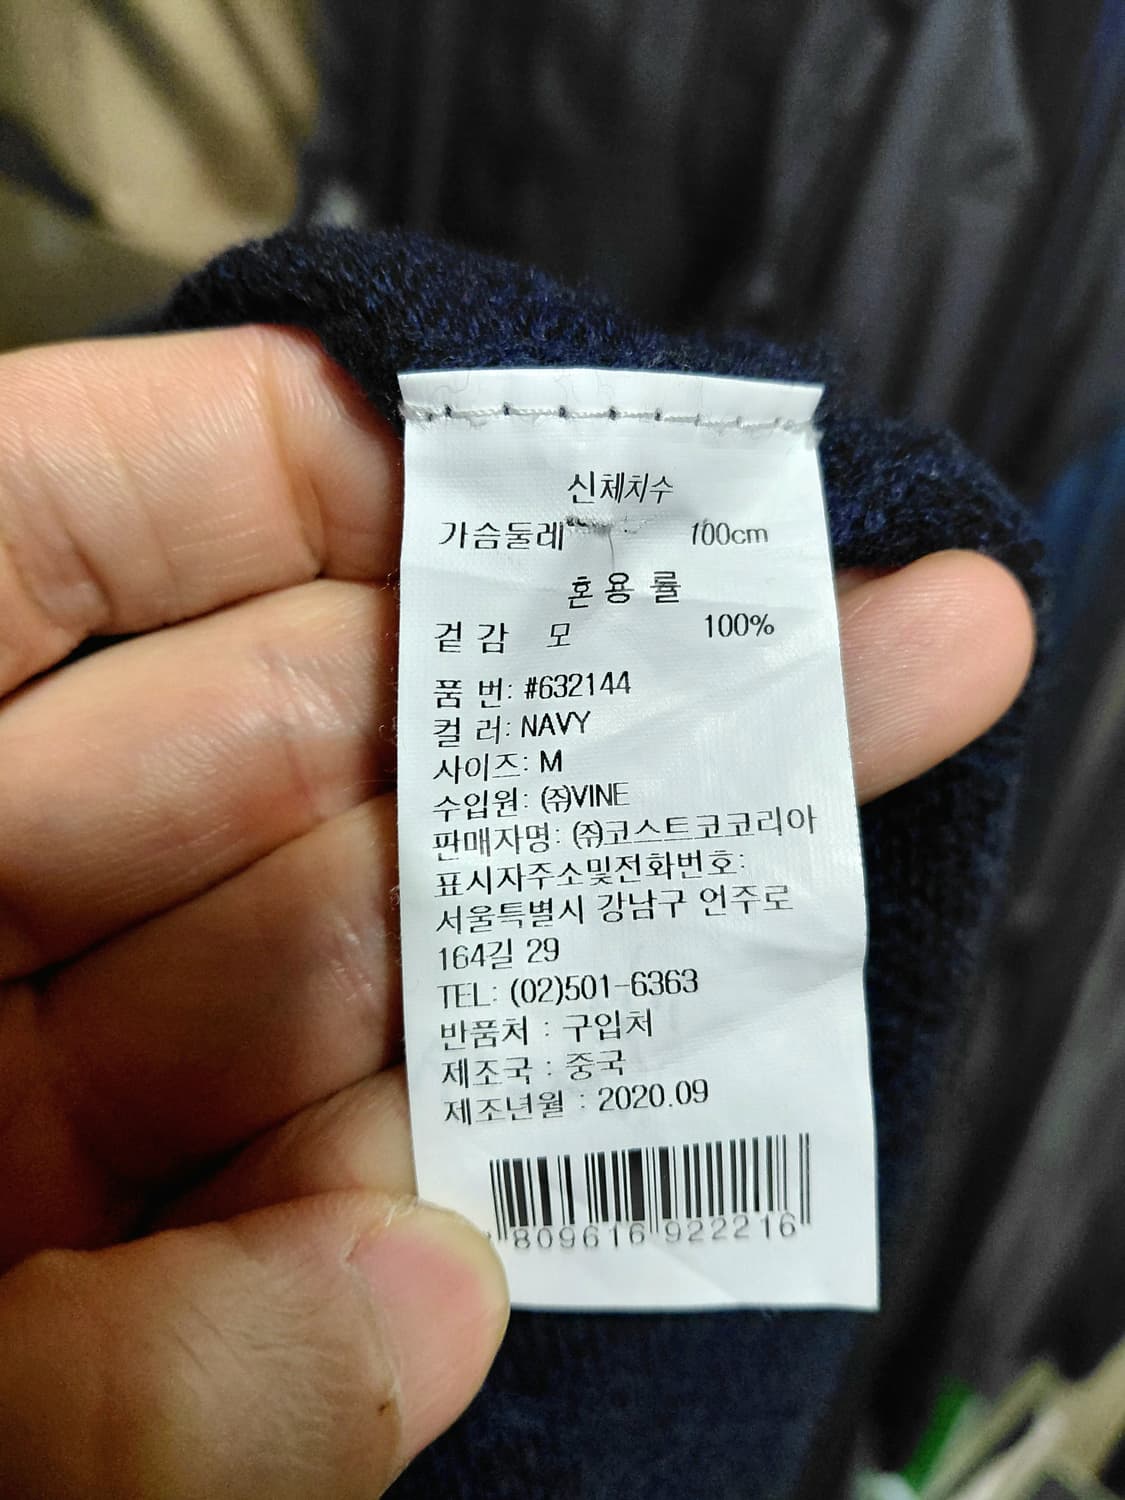 신체치수
가슴둘레 100cm
혼용률
겉감 모 100%
품 번: #632144
컬 러: NAVY
사이즈: M
수입원: ㈜VINE
판매자명: ㈜코스트코코리아
표시자주소및전화번호:
서울특별시 강남구 언주로
164길 29
TEL: (02)501-6363
반품처 : 구입처
제조국 : 중국
제조년월 : 2020.09
809616 922216